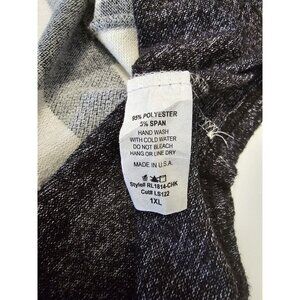 95% POLYESTER
5% SPAN
HAND WASH
WITH COLD WATER
DO NOT BLEACH
HANG OR LINE DRY
MADE IN U.S.A.
Style# RL1814-CHK
Cut# LS122
1XL